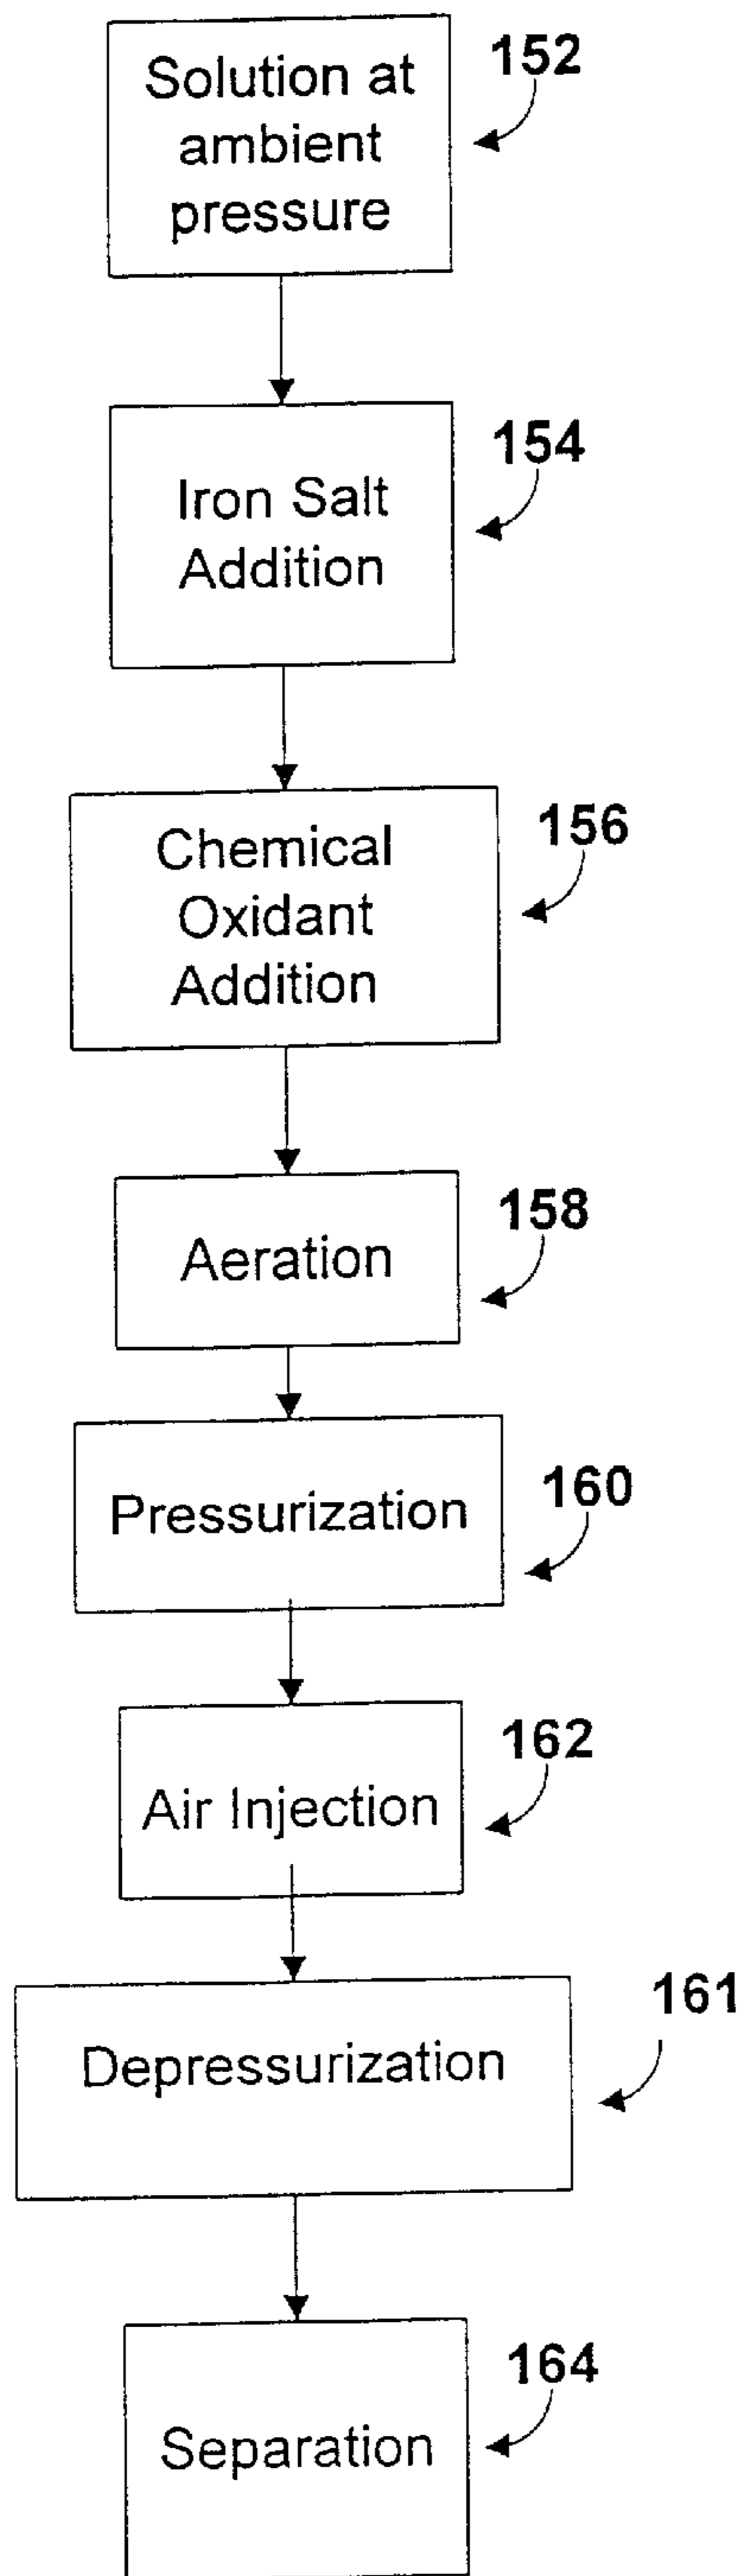 Solution at
ambient
pressure
152
Iron Salt
Addition
154
Chemical
Oxidant
Addition
156
Aeration
158
Pressurization
160
Air Injection
162
Depressurization
161
Separation
164